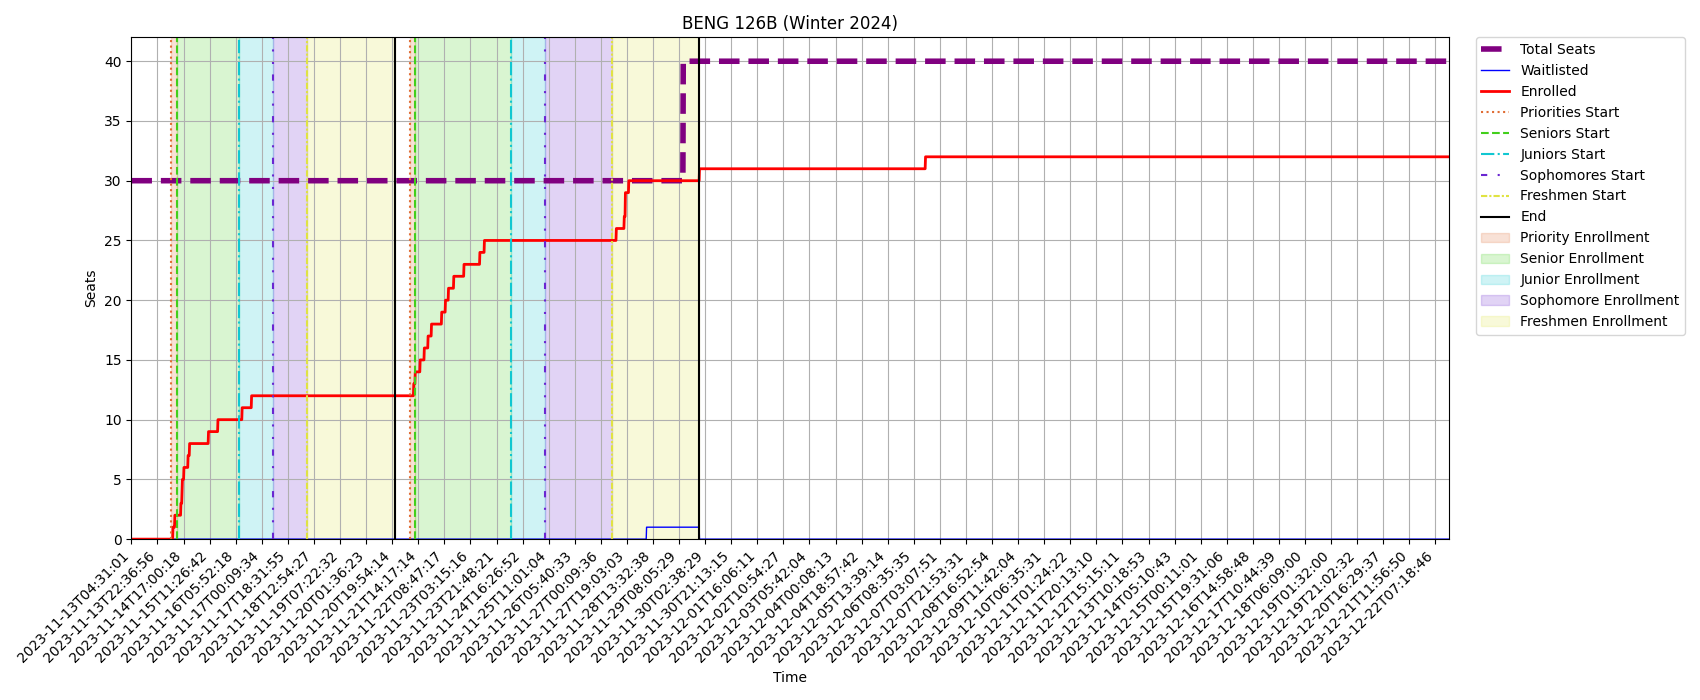 BENG 126B (Winter 2024)
Seats
40
35
30
25
20
15
10
5
0
2023-11-13T04:31:01
2023-11-13T22:36:56
2023-11-14T17:00:18
2023-11-15T11:26:42
2023-11-16T05:52:18
2023-11-17T00:09:34
2023-11-17T18:31:55
2023-11-18T12:54:27
2023-11-19T07:22:32
2023-11-20T01:36:23
2023-11-20T19:54:14
2023-11-21T14:17:14
2023-11-22T08:47:17
2023-11-23T03:15:16
2023-11-23T21:48:21
2023-11-24T16:26:52
2023-11-25T11:01:04
2023-11-26T05:40:33
2023-11-27T00:09:36
2023-11-27T19:03:03
2023-11-28T13:32:38
2023-11-29T08:05:29
2023-11-30T02:38:29
2023-11-30T21:13:15
2023-12-01T16:06:11
2023-12-02T10:54:27
2023-12-03T05:42:04
2023-12-04T00:08:13
2023-12-04T18:57:42
2023-12-05T13:39:14
2023-12-06T08:35:35
2023-12-07T03:07:51
2023-12-07T21:53:31
2023-12-08T16:52:54
2023-12-09T11:42:04
2023-12-10T06:35:31
2023-12-11T01:24:22
2023-12-11T20:13:10
2023-12-12T15:15:11
2023-12-13T10:18:53
2023-12-14T05:10:43
2023-12-15T00:11:01
2023-12-15T19:31:06
2023-12-16T14:58:48
2023-12-17T10:44:39
2023-12-18T06:09:00
2023-12-19T01:32:00
2023-12-19T21:02:32
2023-12-20T16:29:37
2023-12-21T11:56:50
2023-12-22T07:18:46
Time
Total Seats
Waitlisted
Enrolled
Priorities Start
Seniors Start
Juniors Start
Sophomores Start
Freshmen Start
End
Priority Enrollment
Senior Enrollment
Junior Enrollment
Sophomore Enrollment
Freshmen Enrollment